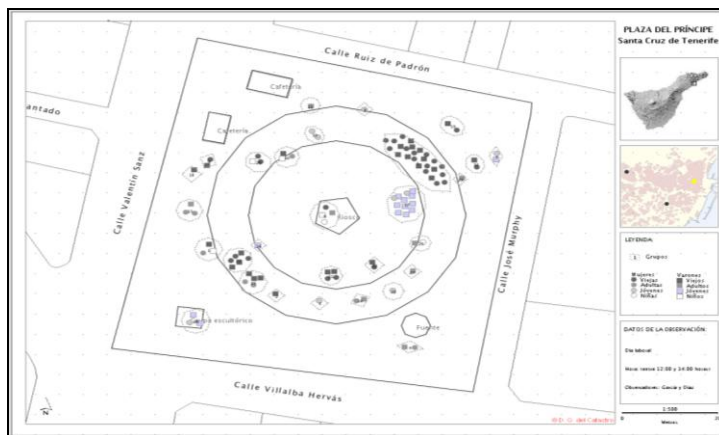 PLAZA DEL PRÍNCIPE
Santa Cruz de Tenerife
Calle Ruiz de Padrón
Cafetería
Cafetería
Calle Valentín Sanz
Kiosco
Calle José Murphy
Fuente
Calle Villalba Hervás
LEYENDA:
Grupos
Mujeres
Viejas
Adultas
Jóvenes
Niñas
Varones
Viejos
Adultos
Jóvenes
Niños
DATOS DE LA OBSERVACIÓN:
Día laboral
Observadores: García y Díaz
1:500
Metros